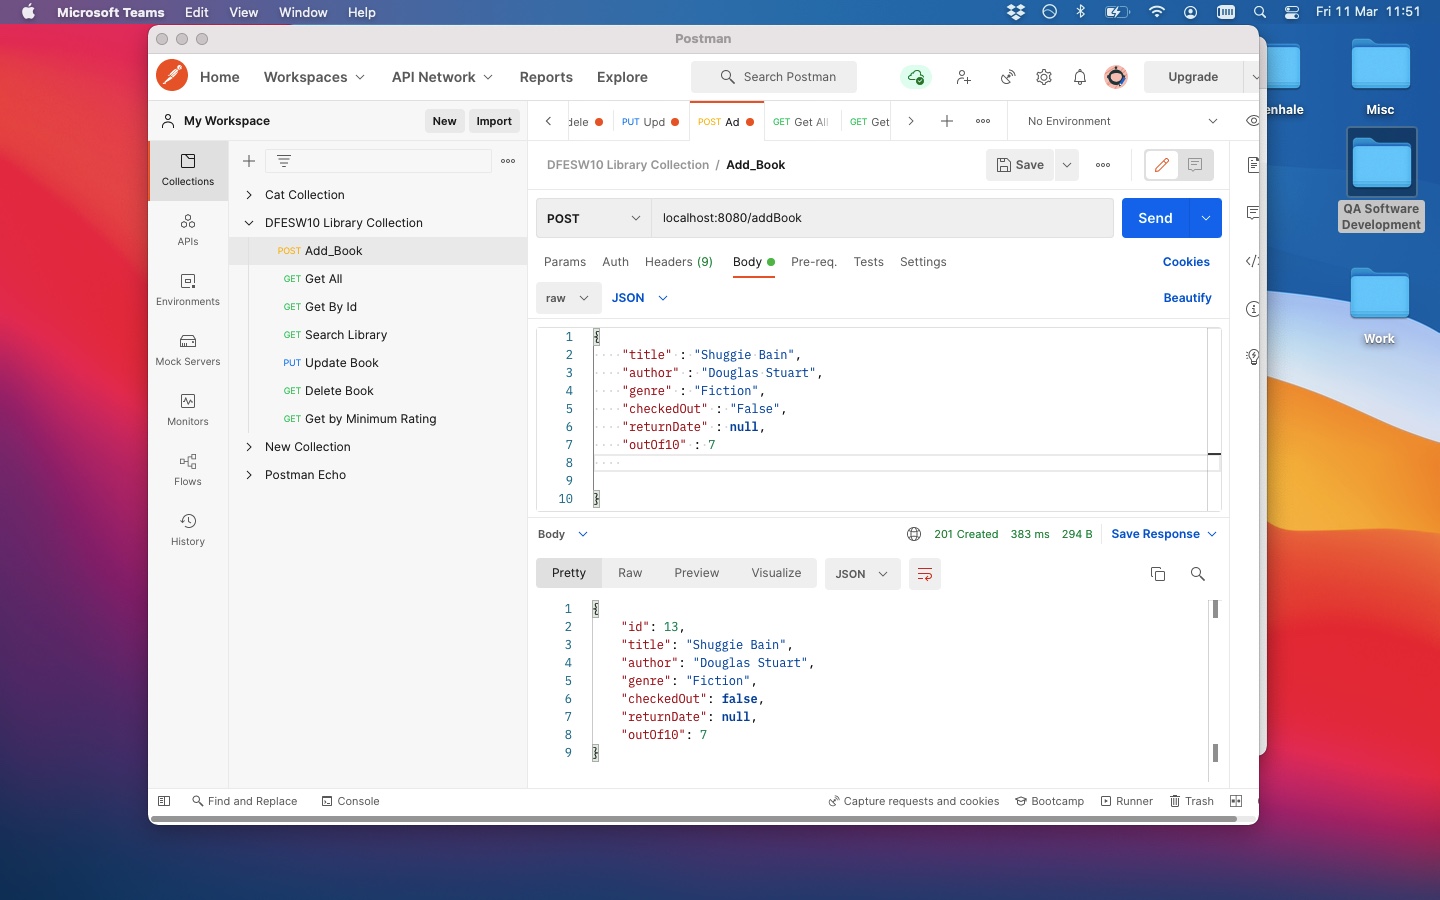 Microsoft Teams Edit View Window Help Fri 11 Mar 11:51
Postman
Home Workspaces API Network Reports Explore Search Postman Upgrade
My Workspace New Import
dele PUT Upd POST Ad GET Get All GET Get No Environment
Collections
APIs
Environments
Mock Servers
Monitors
Flows
History
Cat Collection
DFESW10 Library Collection
POST Add_Book
GET Get All
GET Get By Id
GET Search Library
PUT Update Book
GET Delete Book
GET Get by Minimum Rating
New Collection
Postman Echo
DFESW10 Library Collection / Add_Book Save
POST localhost:8080/addBook Send
Params Auth Headers (9) Body Pre-req. Tests Settings Cookies
raw JSON Beautify
1 {
2 "title" : "Shuggie Bain",
3 "author" : "Douglas Stuart",
4 "genre" : "Fiction",
5 "checkedOut" : "False",
6 "returnDate" : null,
7 "outOf10" : 7
8
9
10 }
Body 201 Created 383 ms 294 B Save Response
Pretty Raw Preview Visualize JSON
1 {
2 "id": 13,
3 "title": "Shuggie Bain",
4 "author": "Douglas Stuart",
5 "genre": "Fiction",
6 "checkedOut": false,
7 "returnDate": null,
8 "outOf10": 7
9 }
Find and Replace Console Capture requests and cookies Bootcamp Runner Trash
enhale
Misc
QA Software
Development
Work